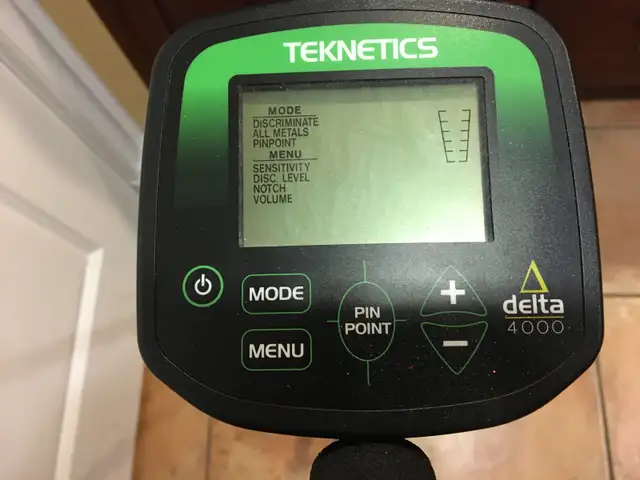 TEKNETICS
MODE
DISCRIMINATE
ALL METALS
PINPOINT
MENU
SENSITIVITY
DISC. LEVEL
NOTCH
VOLUME
MODE
MENU
PIN
POINT
+
−
delta
4000